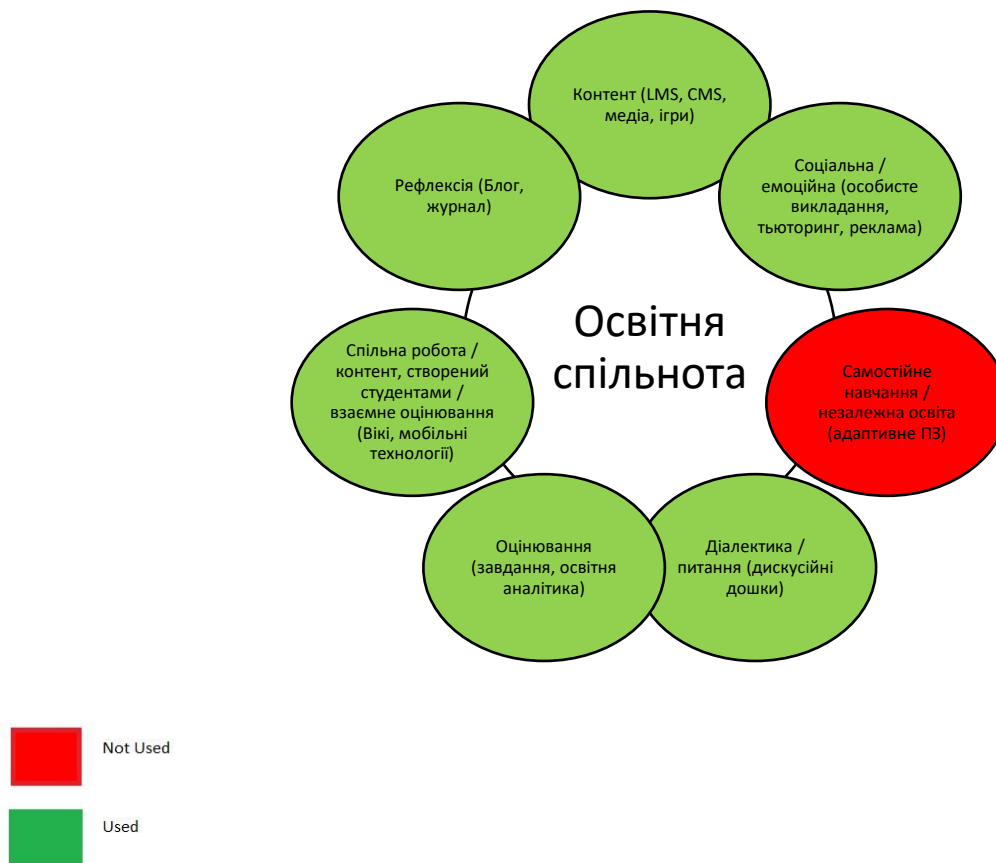 Контент (LMS, CMS,
медіа, ігри)
Соціальна /
емоційна (особисте
викладання,
тьюторинг, реклама)
Рефлексія (Блог,
журнал)
Освітня
спільнота
Спільна робота /
контент, створений
студентами /
взаємне оцінювання
(Вікі, мобільні
технології)
Самостійне
навчання /
незалежна освіта
(адаптивне ПЗ)
Оцінювання
(завдання, освітня
аналітика)
Діалектика /
питання (дискусійні
дошки)
Not Used
Used